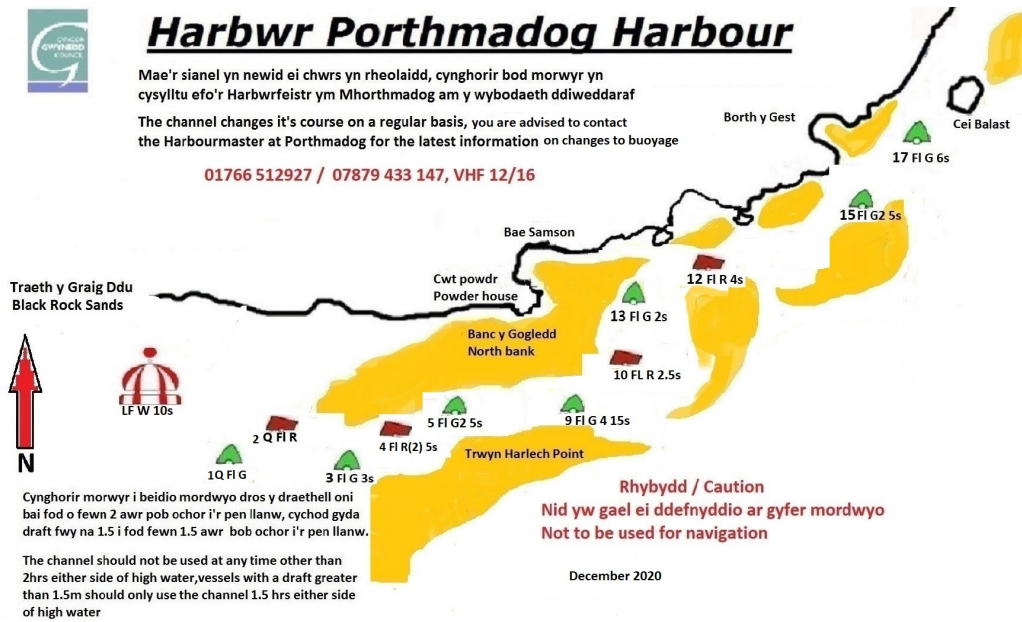 CYNGOR
GWYNEDD
COUNCIL
Harbwr Porthmadog Harbour
Mae'r sianel yn newid ei chwrs yn rheolaidd, cynghorir bod morwyr yn
cysylltu efo'r Harbwrfeistr ym Mhorthmadog am y wybodaeth ddiweddaraf
The channel changes it's course on a regular basis, you are advised to contact
the Harbourmaster at Porthmadog for the latest information on changes to buoyage
01766 512927 / 07879 433 147, VHF 12/16
Borth y Gest
Cei Balast
17 Fl G 6s
15 Fl G2 5s
Bae Samson
12 Fl R 4s
Cwt powdr
Powder house
Traeth y Graig Ddu
Black Rock Sands
13 Fl G 2s
Banc y Gogledd
North bank
10 FL R 2.5s
LF W 10s
5 Fl G2 5s
9 Fl G 4 15s
2 Q Fl R
4 Fl R(2) 5s
Trwyn Harlech Point
N
1Q Fl G
3 Fl G 3s
Cynghorir morwyr i beidio mordwyo dros y draethell oni
bai fod o fewn 2 awr pob ochor i'r pen llanw, cychod gyda
draft fwy na 1.5 i fod fewn 1.5 awr bob ochor i'r pen llanw.
The channel should not be used at any time other than
2hrs either side of high water,vessels with a draft greater
than 1.5m should only use the channel 1.5 hrs either side
of high water
Rhybydd / Caution
Nid yw gael ei ddefnyddio ar gyfer mordwyo
Not to be used for navigation
December 2020